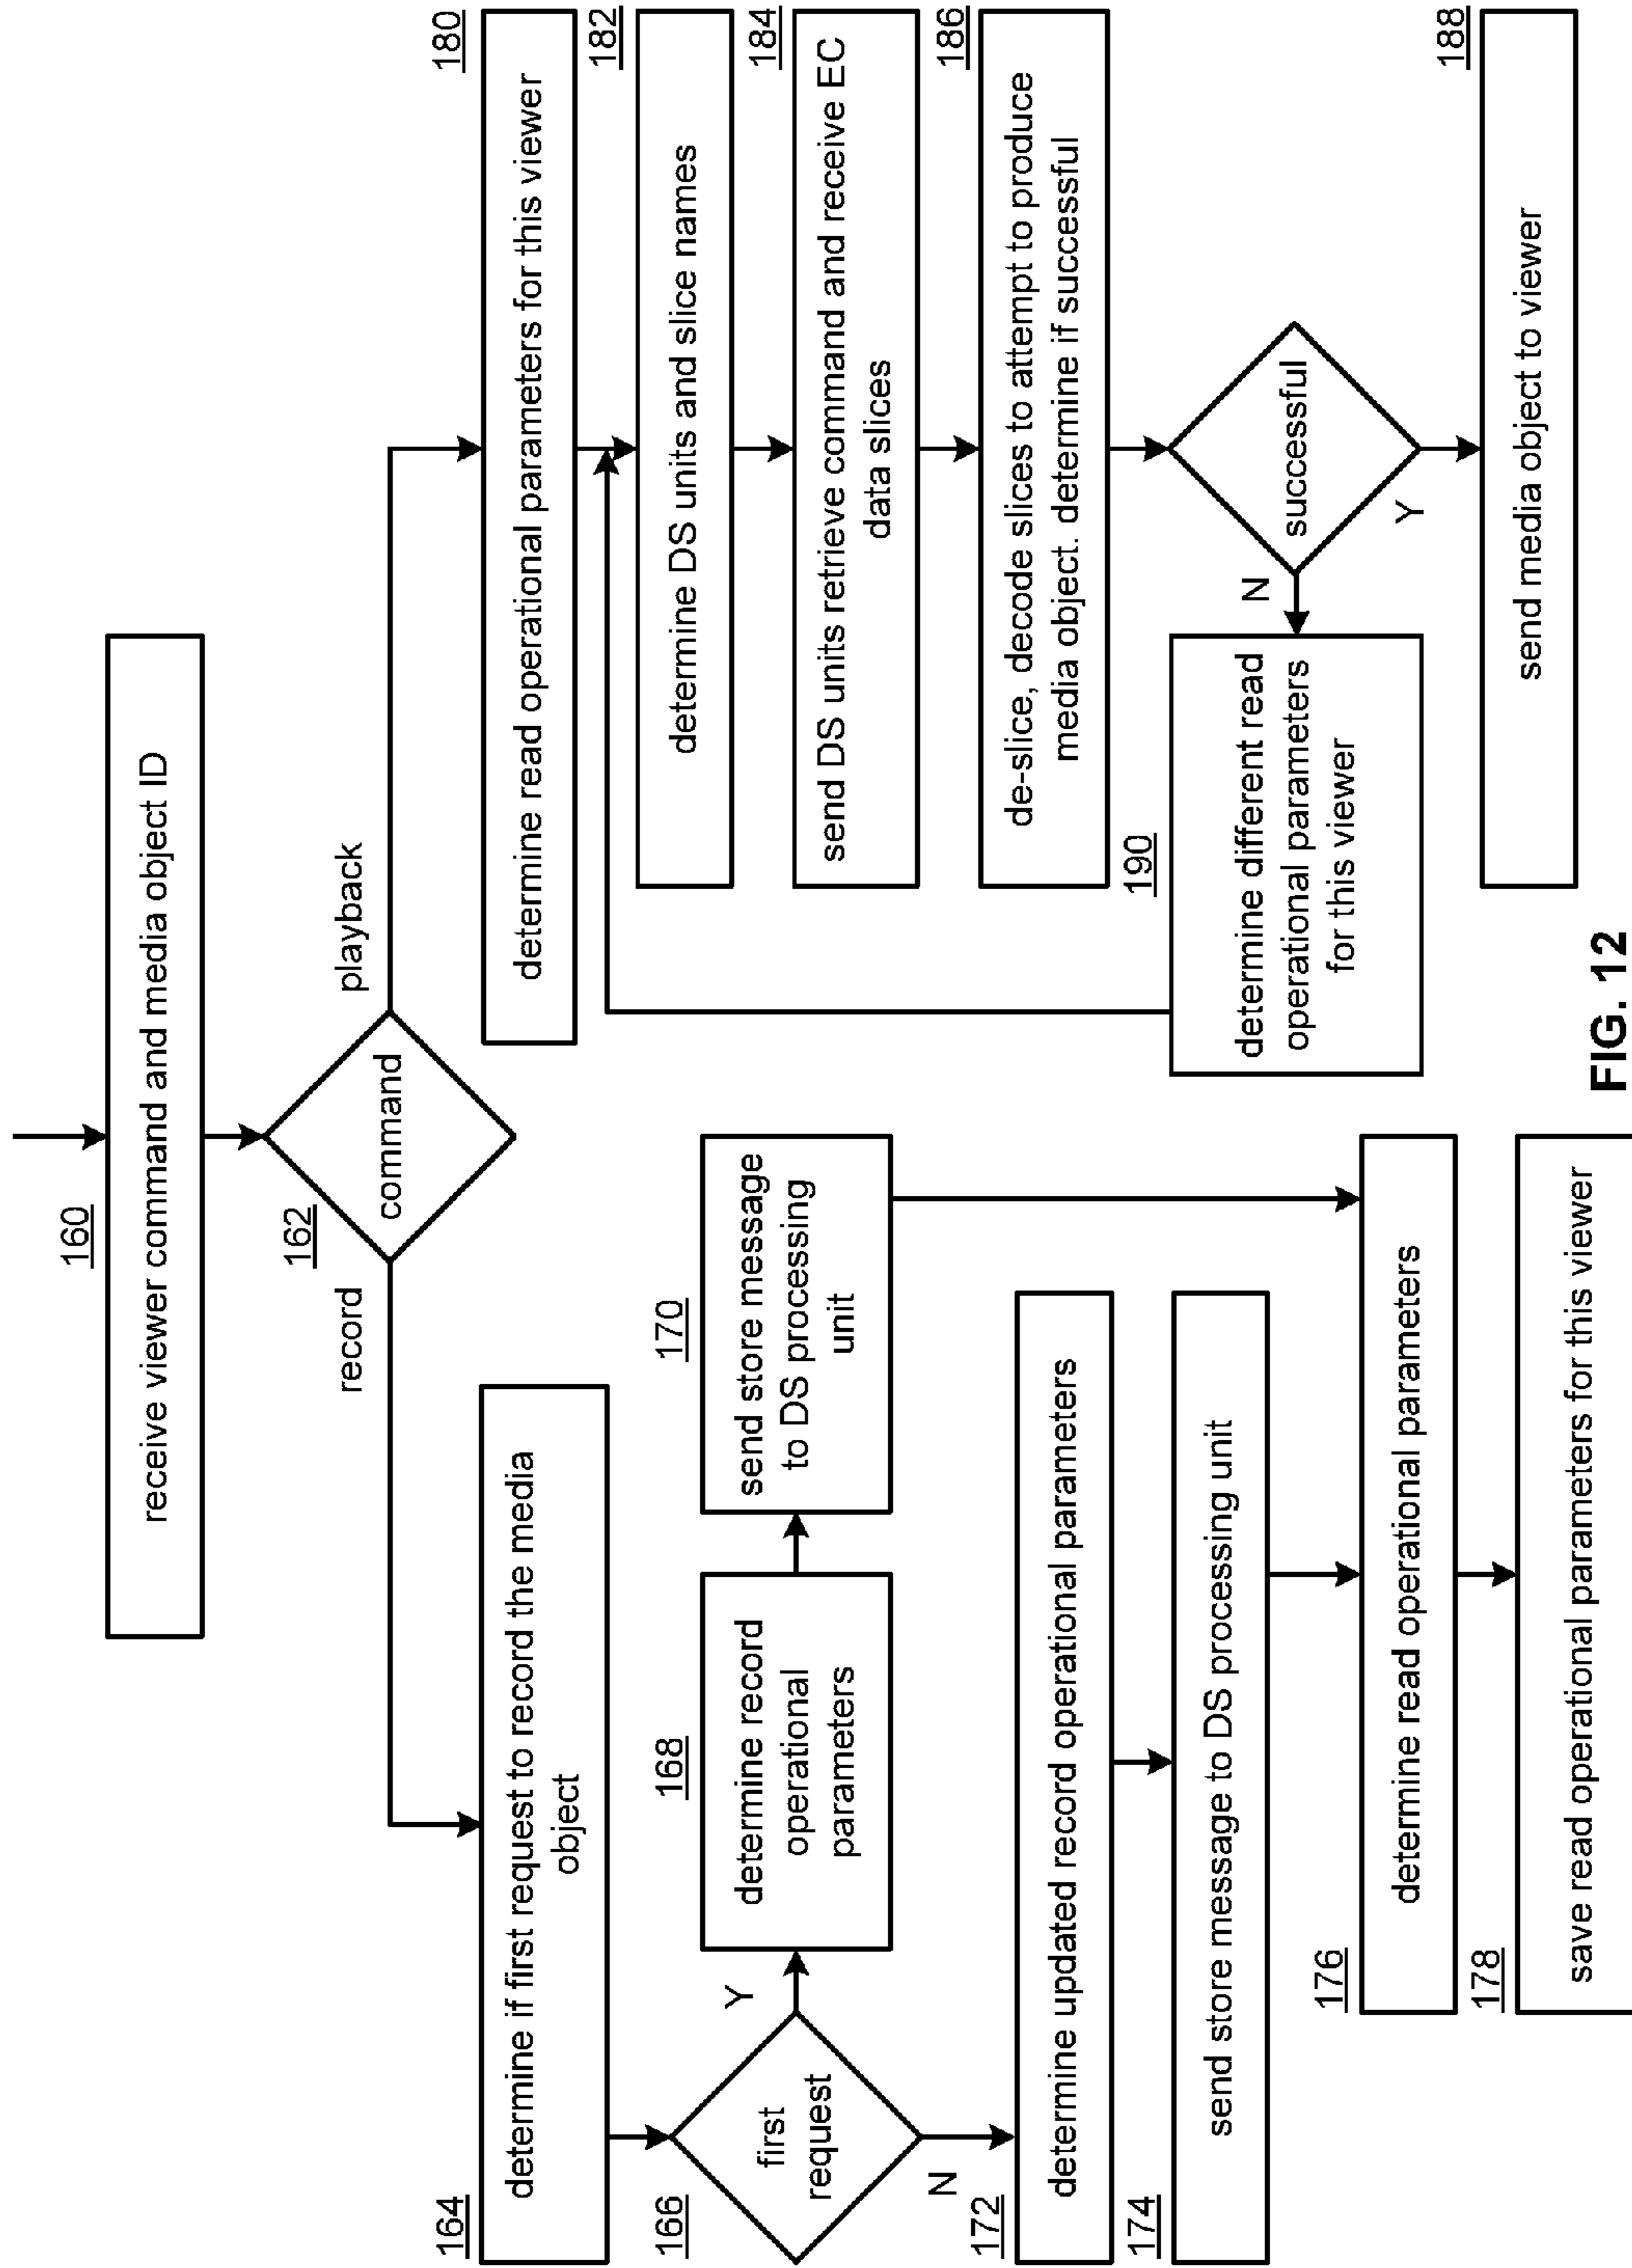 160
receive viewer command and media object ID
162
command
record
playback
164
determine if first request to record the media
object
166
first
request
Y
N
168
determine record
operational
parameters
170
send store message
to DS processing
unit
172
determine updated record operational parameters
174
send store message to DS processing unit
176
determine read operational parameters
178
save read operational parameters for this viewer
180
determine read operational parameters for this viewer
182
determine DS units and slice names
184
send DS units retrieve command and receive EC
data slices
186
de-slice, decode slices to attempt to produce
media object. determine if successful
successful
N
Y
190
determine different read
operational parameters
for this viewer
188
send media object to viewer
FIG. 12